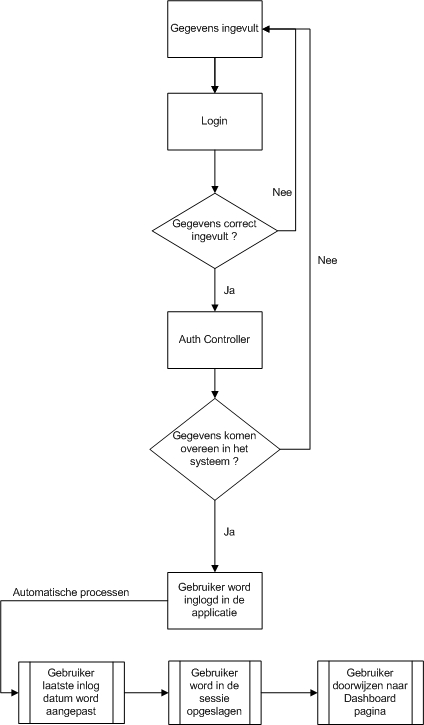 Gegevens ingevult
Login
Nee
Gegevens correct
ingevult ?
Nee
Ja
Auth Controller
Gegevens komen
overeen in het
systeem ?
Ja
Automatische processen
Gebruiker word
inglogd in de
applicatie
Gebruiker
laatste inlog
datum word
aangepast
Gebruiker
word in de
sessie
opgeslagen
Gebruiker
doorwijzen naar
Dashboard
pagina